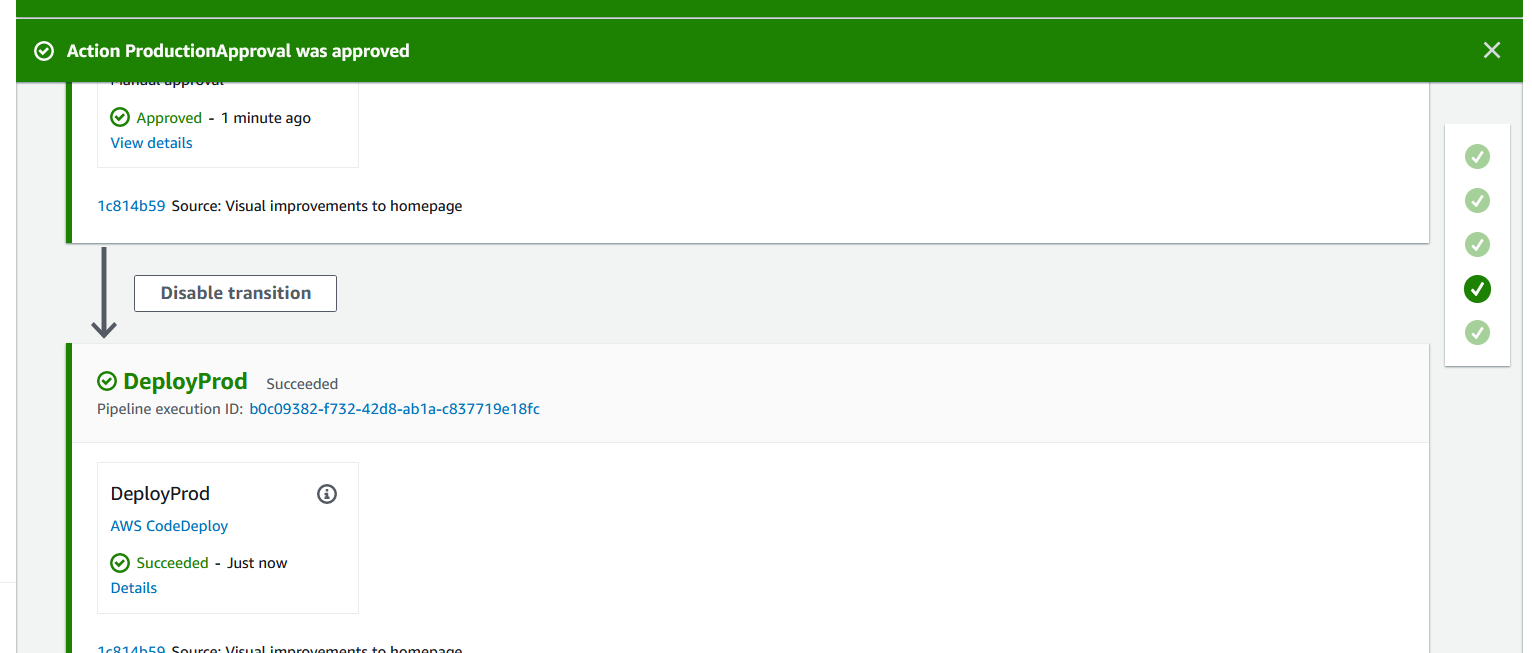 Action ProductionApproval was approved
Manual approval
Approved - 1 minute ago
View details
1c814b59 Source: Visual improvements to homepage
Disable transition
DeployProd Succeeded
Pipeline execution ID: b0c09382-f732-42d8-ab1a-c837719e18fc
DeployProd
AWS CodeDeploy
Succeeded - Just now
Details
1c814b59 Source: Visual improvements to homepage